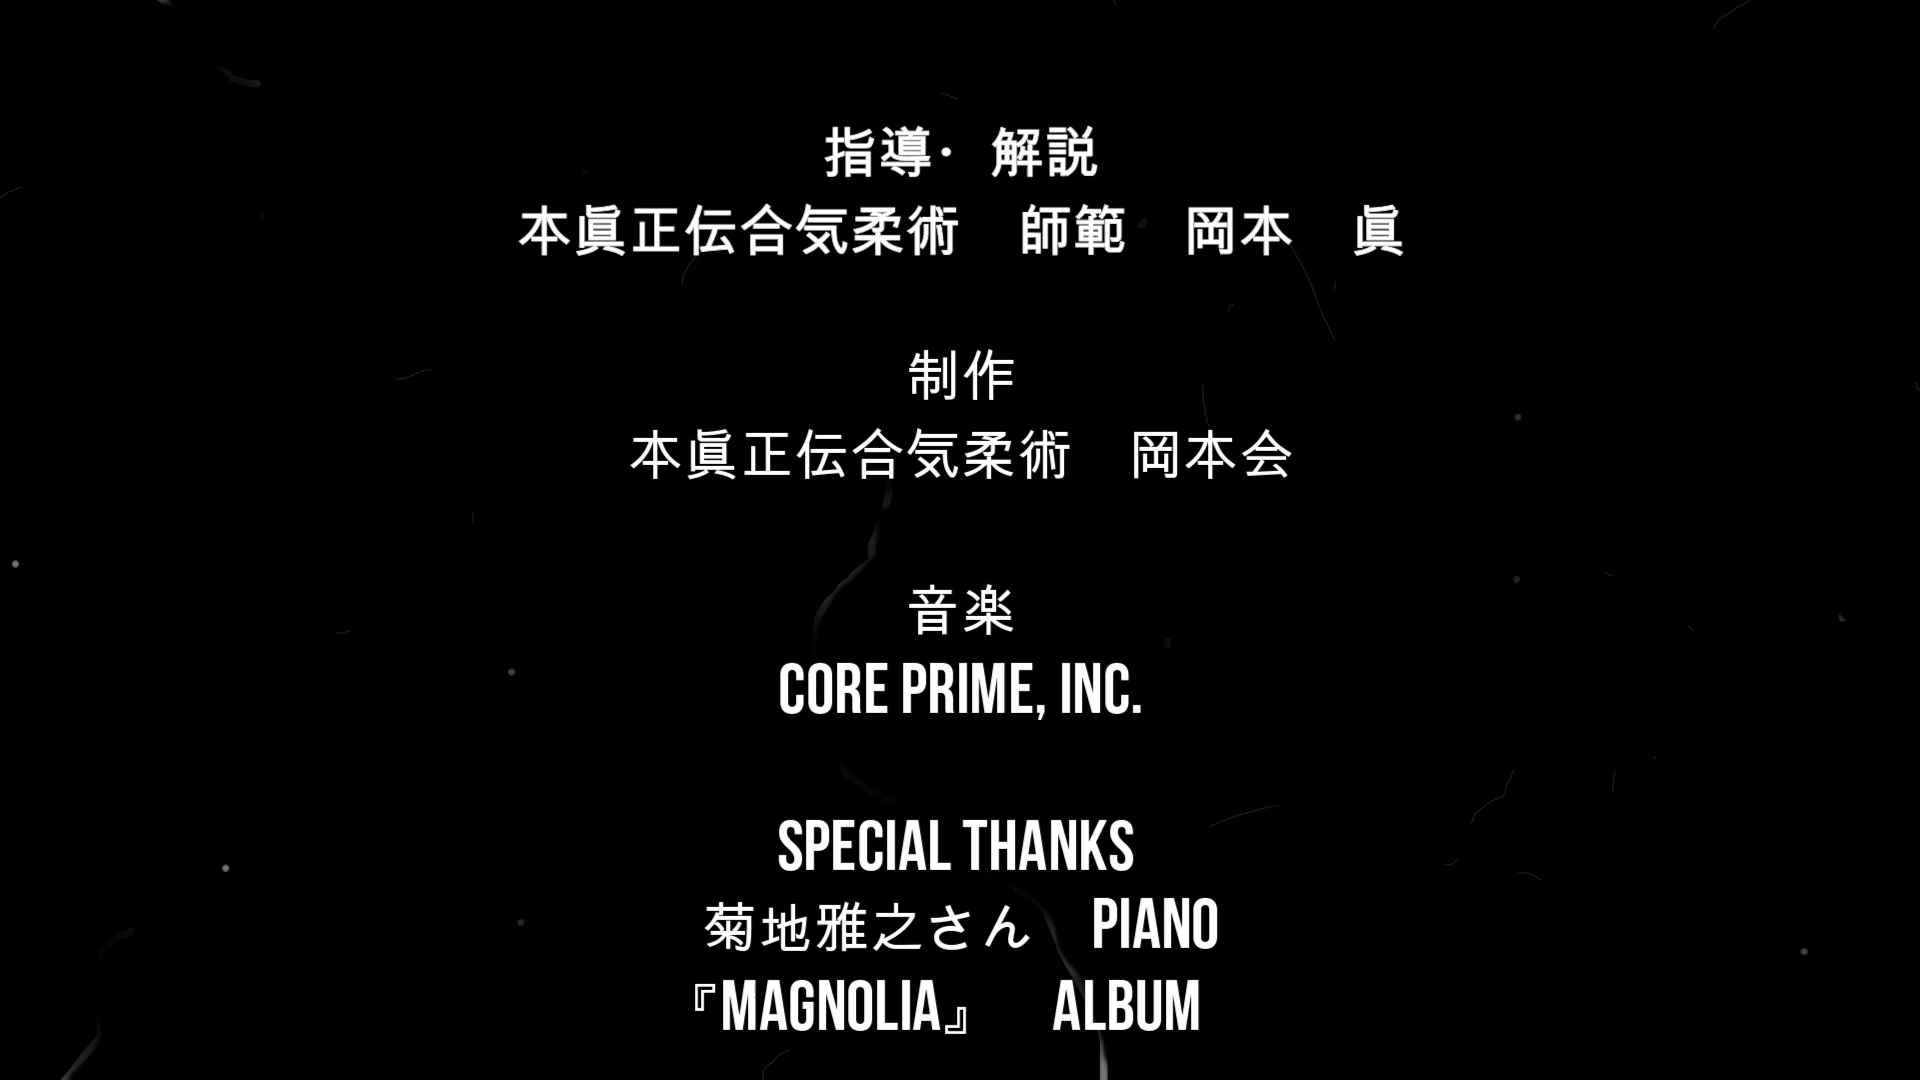 指導・ 解説
本眞正伝合気柔術　師範　岡本　眞
制作
本眞正伝合気柔術　岡本会
音楽
CORE PRIME, INC.
SPECIAL THANKS
菊地雅之さん　PIANO
『MAGNOLIA』　ALBUM